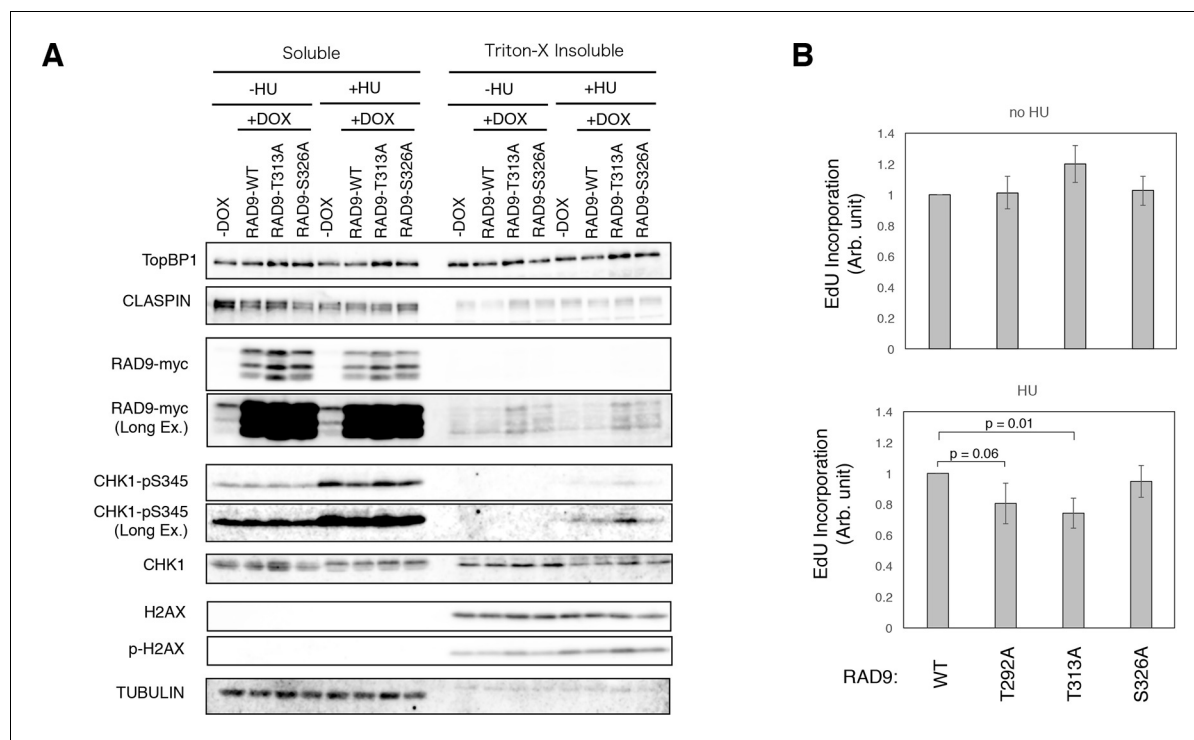 A
Soluble
Triton-X Insoluble
-HU
+HU
-HU
+HU
+DOX
+DOX
+DOX
+DOX
-DOX
RAD9-WT
RAD9-T313A
RAD9-S326A
-DOX
RAD9-WT
RAD9-T313A
RAD9-S326A
-DOX
RAD9-WT
RAD9-T313A
RAD9-S326A
-DOX
RAD9-WT
RAD9-T313A
RAD9-S326A
TopBP1
CLASPIN
RAD9-myc
RAD9-myc
(Long Ex.)
CHK1-pS345
CHK1-pS345
(Long Ex.)
CHK1
H2AX
p-H2AX
TUBULIN
B
no HU
EdU Incorporation
(Arb. unit)
1.4
1.2
1
0.8
0.6
0.4
0.2
0
HU
EdU Incorporation
(Arb. unit)
1.4
1.2
1
0.8
0.6
0.4
0.2
0
p = 0.01
p = 0.06
RAD9:
WT
T292A
T313A
S326A